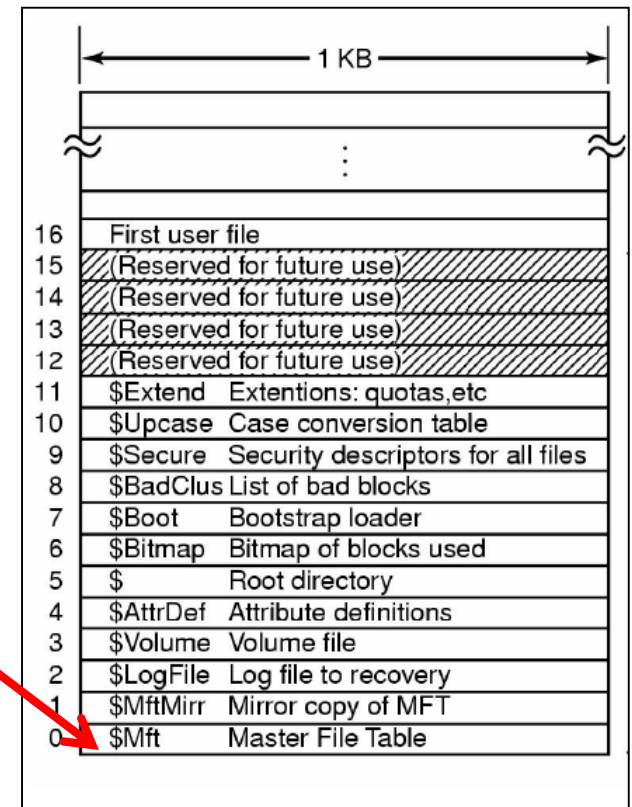 1 KB
⋮
16 First user file
15 (Reserved for future use)
14 (Reserved for future use)
13 (Reserved for future use)
12 (Reserved for future use)
11 $Extend Extentions: quotas,etc
10 $Upcase Case conversion table
9 $Secure Security descriptors for all files
8 $BadClus List of bad blocks
7 $Boot Bootstrap loader
6 $Bitmap Bitmap of blocks used
5 $ Root directory
4 $AttrDef Attribute definitions
3 $Volume Volume file
2 $LogFile Log file to recovery
1 $MftMirr Mirror copy of MFT
0 $Mft Master File Table